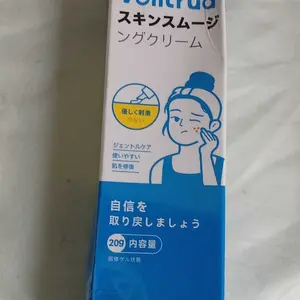 スキンスムージ
ングクリーム
優しく刺激
ジェントルケア
使いやすい
肌を修復
自信を
取り戻しましょう
20g 内容量